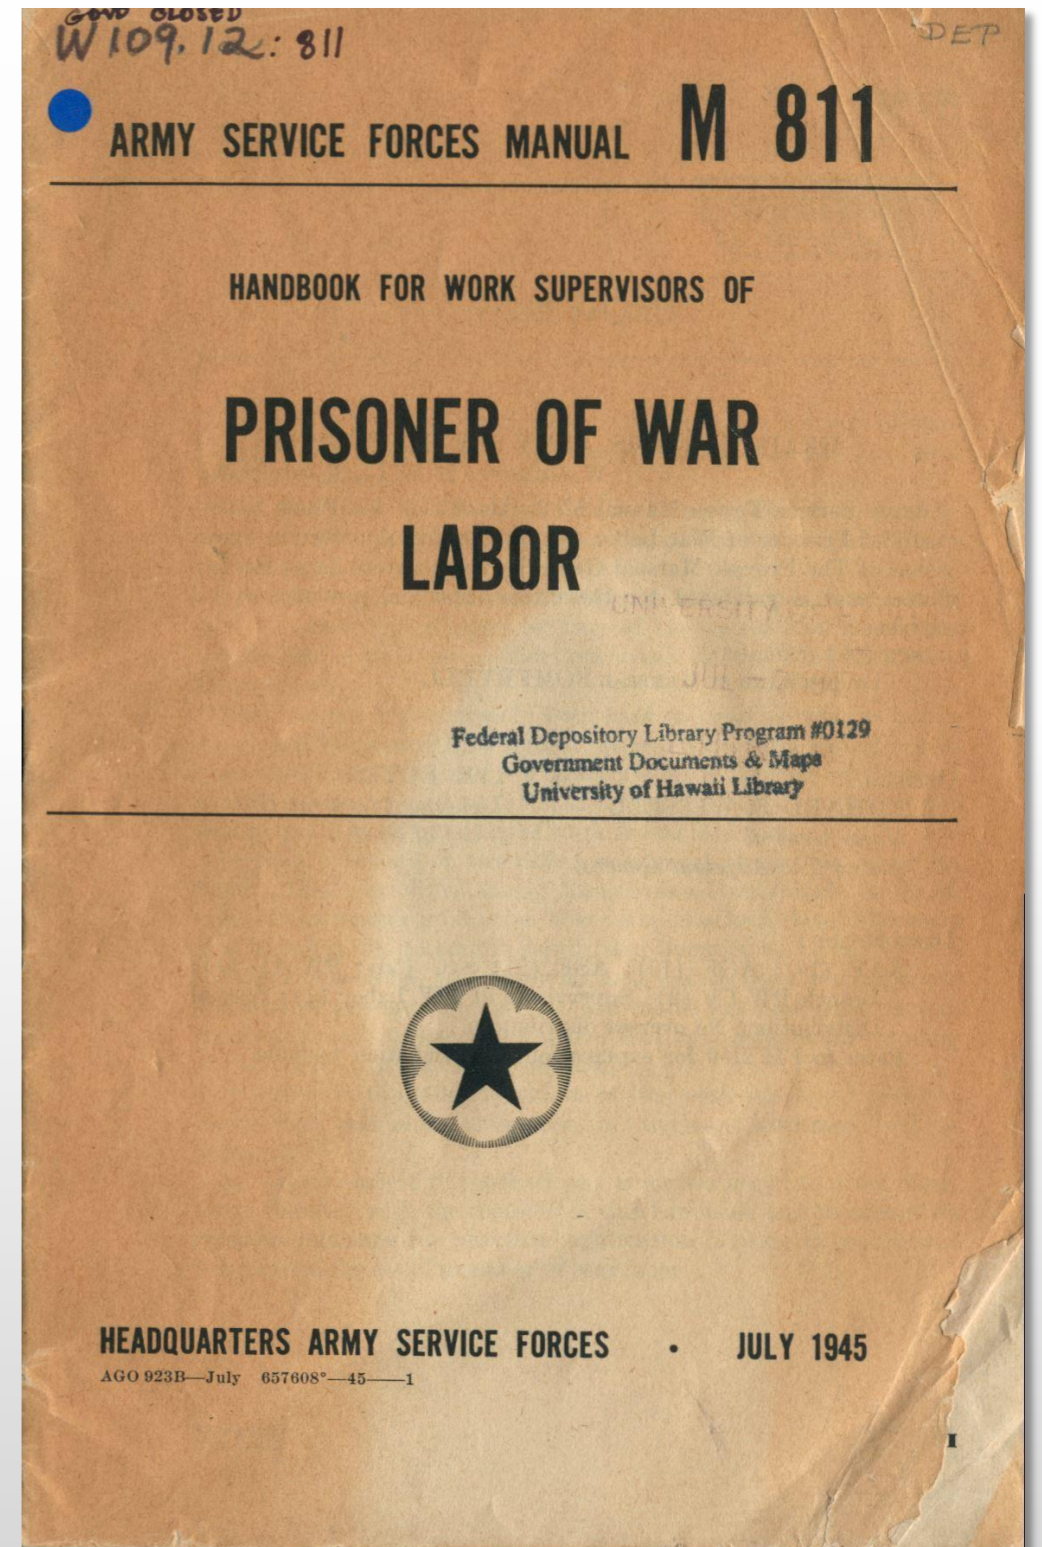 GOVD CLOSED
W109.12:811
DEP
ARMY SERVICE FORCES MANUAL M 811
HANDBOOK FOR WORK SUPERVISORS OF
PRISONER OF WAR
LABOR
UNIVERSITY
Federal Depository Library Program #0129
Government Documents & Maps
University of Hawaii Library
HEADQUARTERS ARMY SERVICE FORCES • JULY 1945
AGO 923B—July 657608°—45——1
I